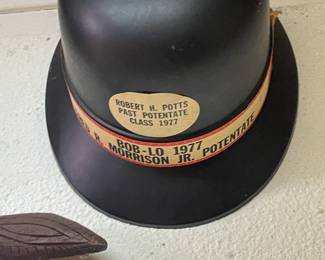 ROBERT H. POTTS
PAST POTENTATE
CLASS 1977
BOB-LO 1977
R. MORRISON JR. POTENTATE